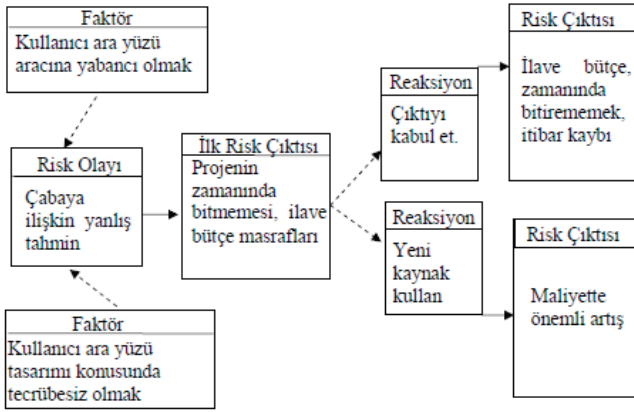 Faktör
Kullanıcı ara yüzü
aracına yabancı olmak
Risk Olayı
Çabaya
ilişkin yanlış
tahmin
Faktör
Kullanıcı ara yüzü
tasarımı konusunda
tecrübesiz olmak
İlk Risk Çıktısı
Projenin
zamanında
bitmemesi, ilave
bütçe masrafları
Reaksiyon
Çıktıyı
kabul et.
Risk Çıktısı
İlave bütçe,
zamanında
bitirememek,
itibar kaybı
Reaksiyon
Yeni
kaynak
kullan
Risk Çıktısı
Maliyette
önemli artış